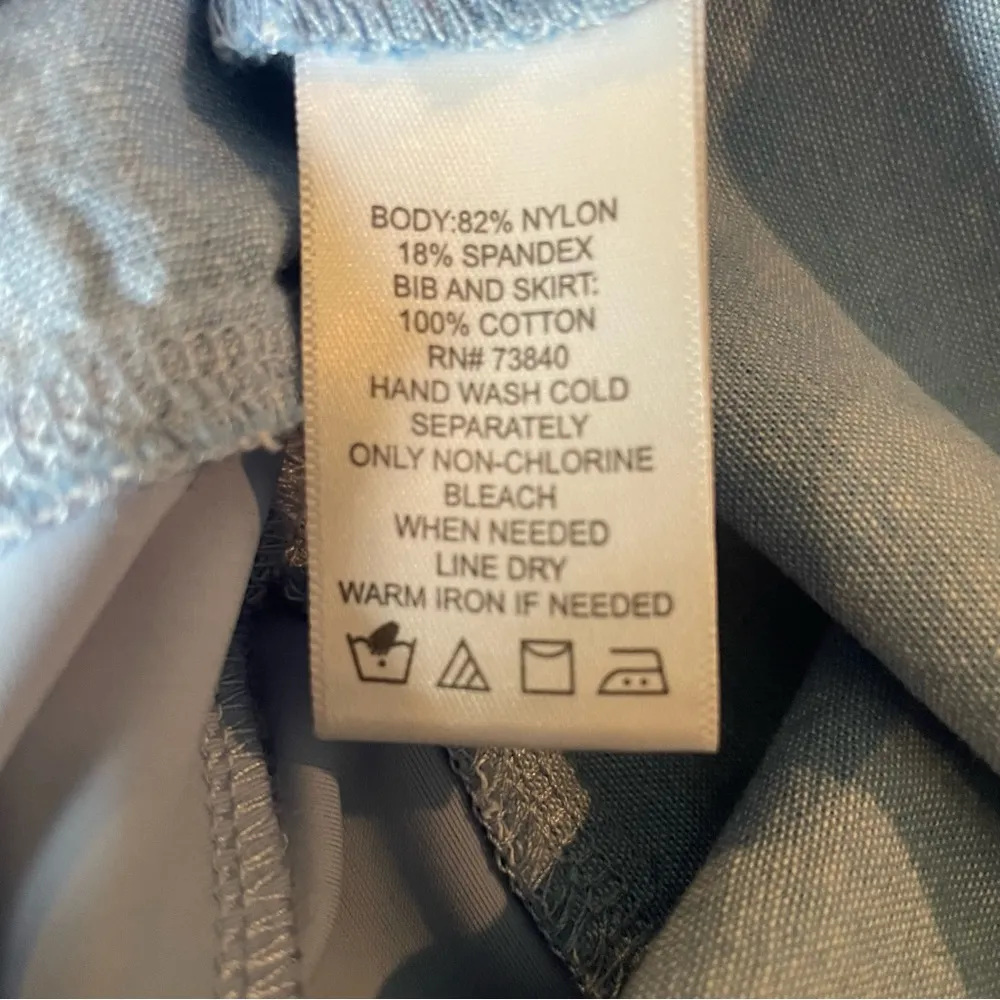 BODY:82% NYLON
18% SPANDEX
BIB AND SKIRT:
100% COTTON
RN# 73840
HAND WASH COLD
SEPARATELY
ONLY NON-CHLORINE
BLEACH
WHEN NEEDED
LINE DRY
WARM IRON IF NEEDED